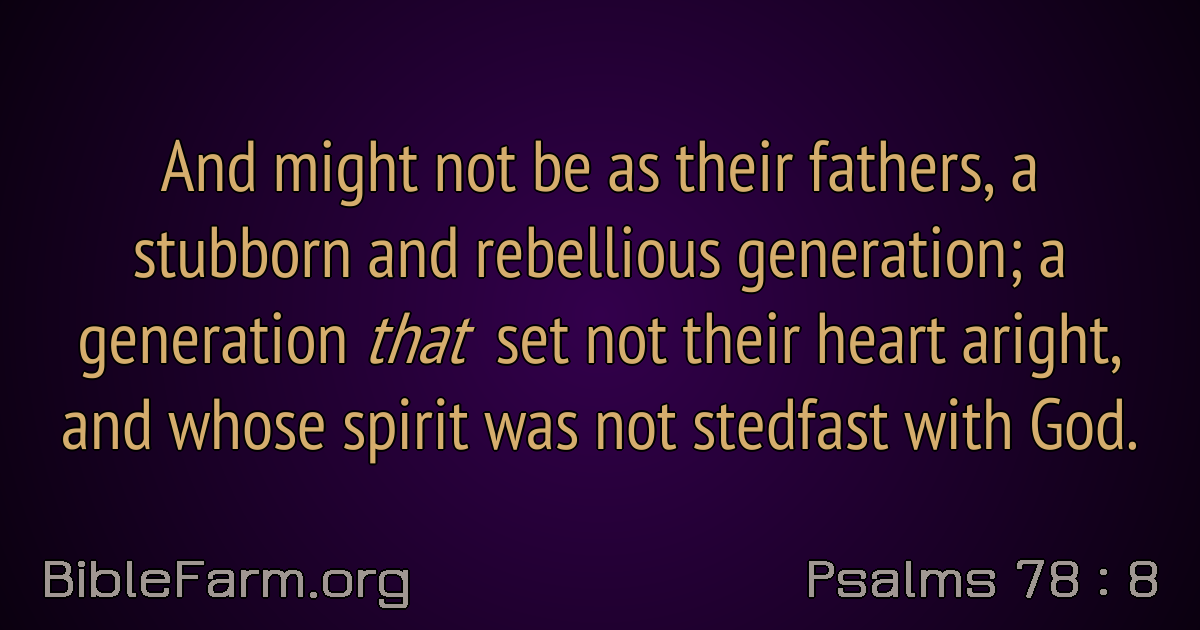 And might not be as their fathers, a
stubborn and rebellious generation; a
generation that set not their heart aright,
and whose spirit was not stedfast with God.
BibleFarm.org
Psalms 78 : 8